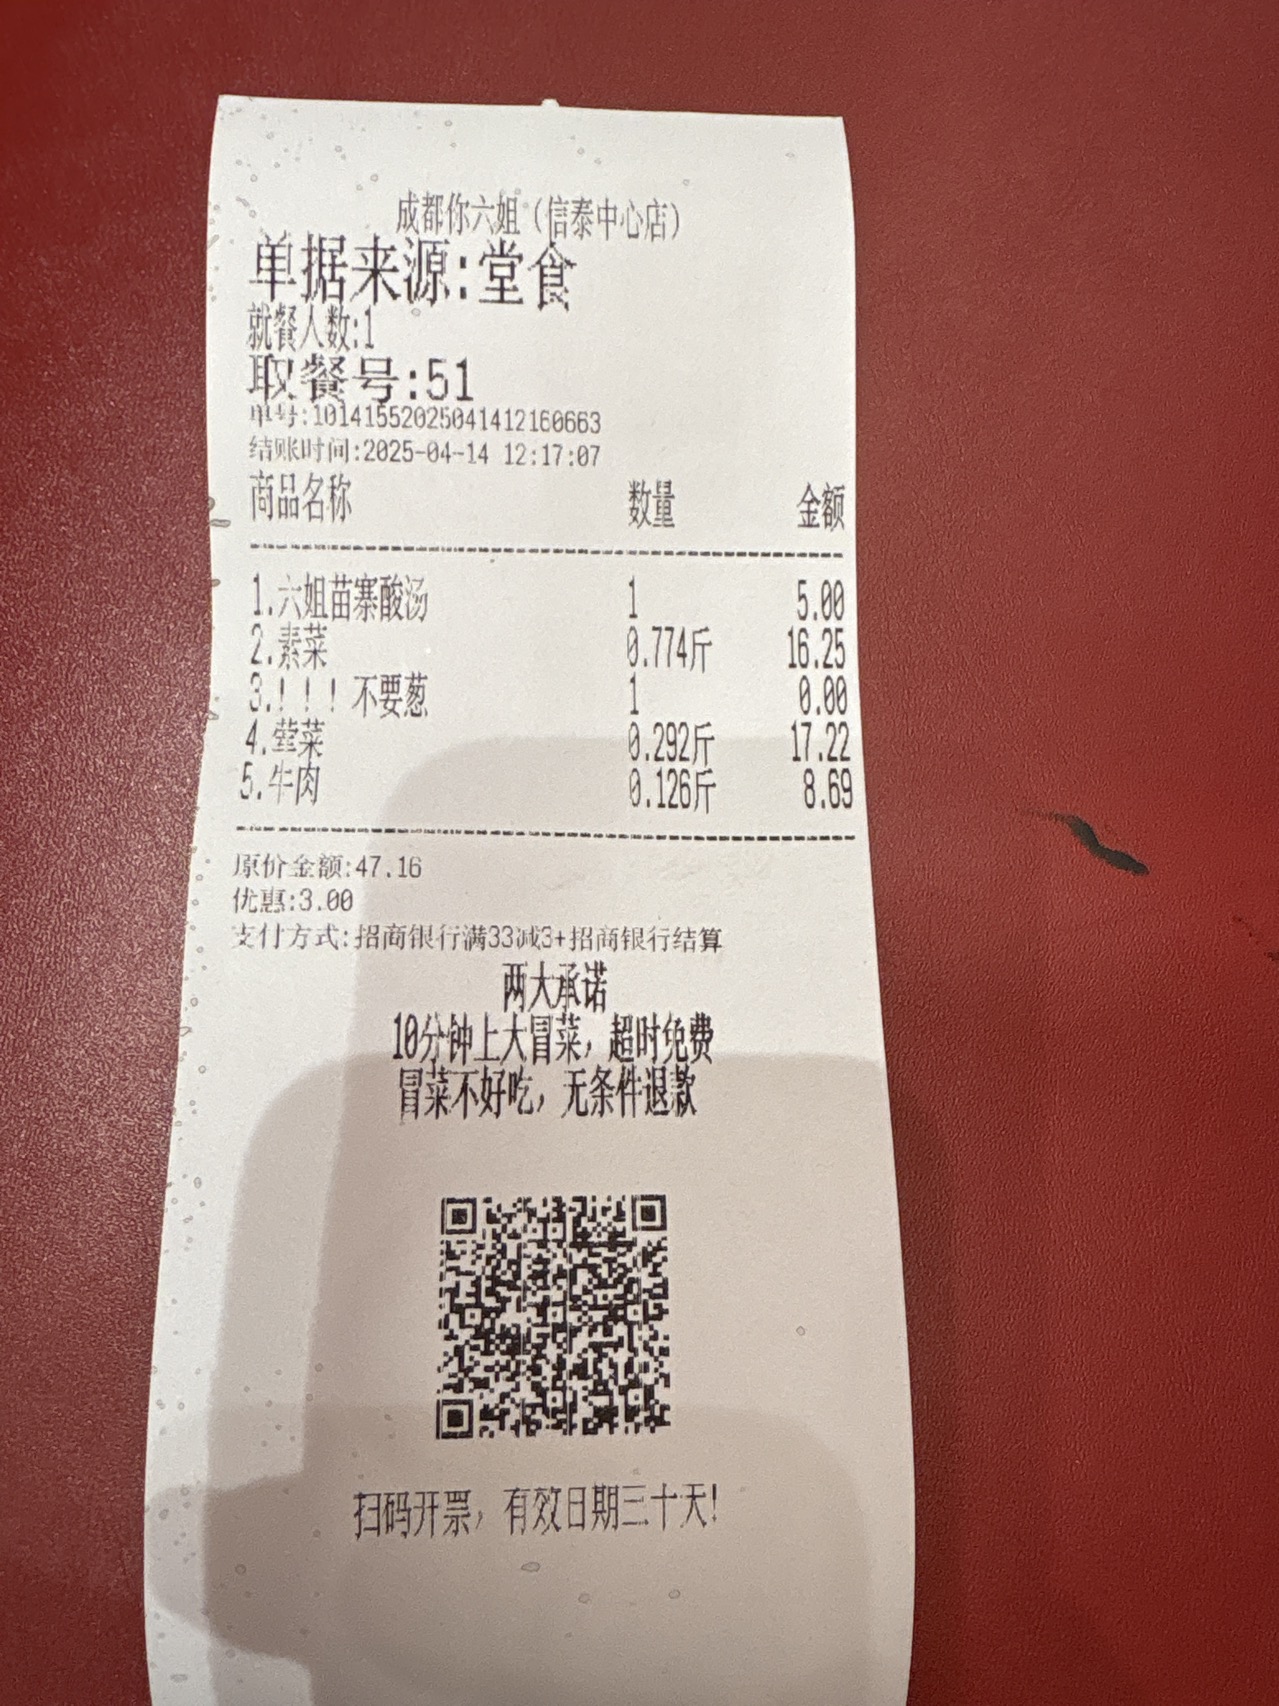 成都你六姐（信泰中心店）
单据来源:堂食
就餐人数:1
取餐号:51
单号:10141552025041412160663
结账时间:2025-04-14 12:17:07
商品名称 数量 金额
1.六姐苗寨酸汤 1 5.00
2.素菜 0.774斤 16.25
3.！！！不要葱 1 0.00
4.荤菜 0.292斤 17.22
5.牛肉 0.126斤 8.69
原价金额:47.16
优惠:3.00
支付方式:招商银行满33减3+招商银行结算
两大承诺
10分钟上大冒菜，超时免费
冒菜不好吃，无条件退款
扫码开票，有效日期三十天！